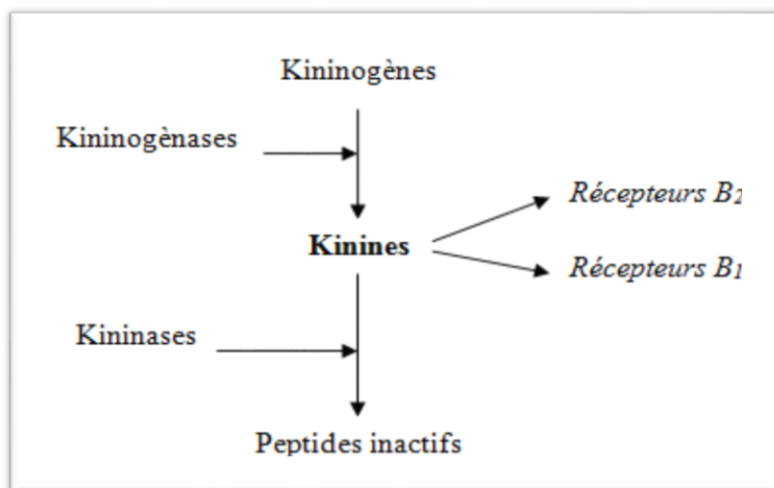 Kininogènes
Kininogènases
Récepteurs B2
Kinines
Récepteurs B1
Kininases
Peptides inactifs